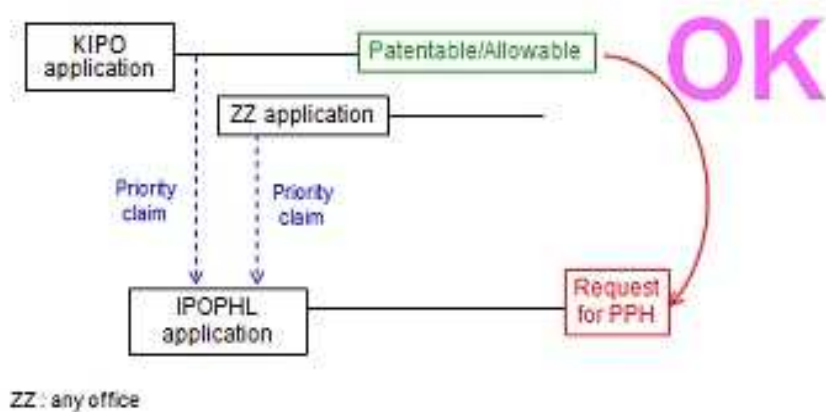 OK
KIPO
application
Patentable/Allowable
ZZ application
Priority
claim
Priority
claim
IPOPHL
application
Request
for PPH
ZZ : any office